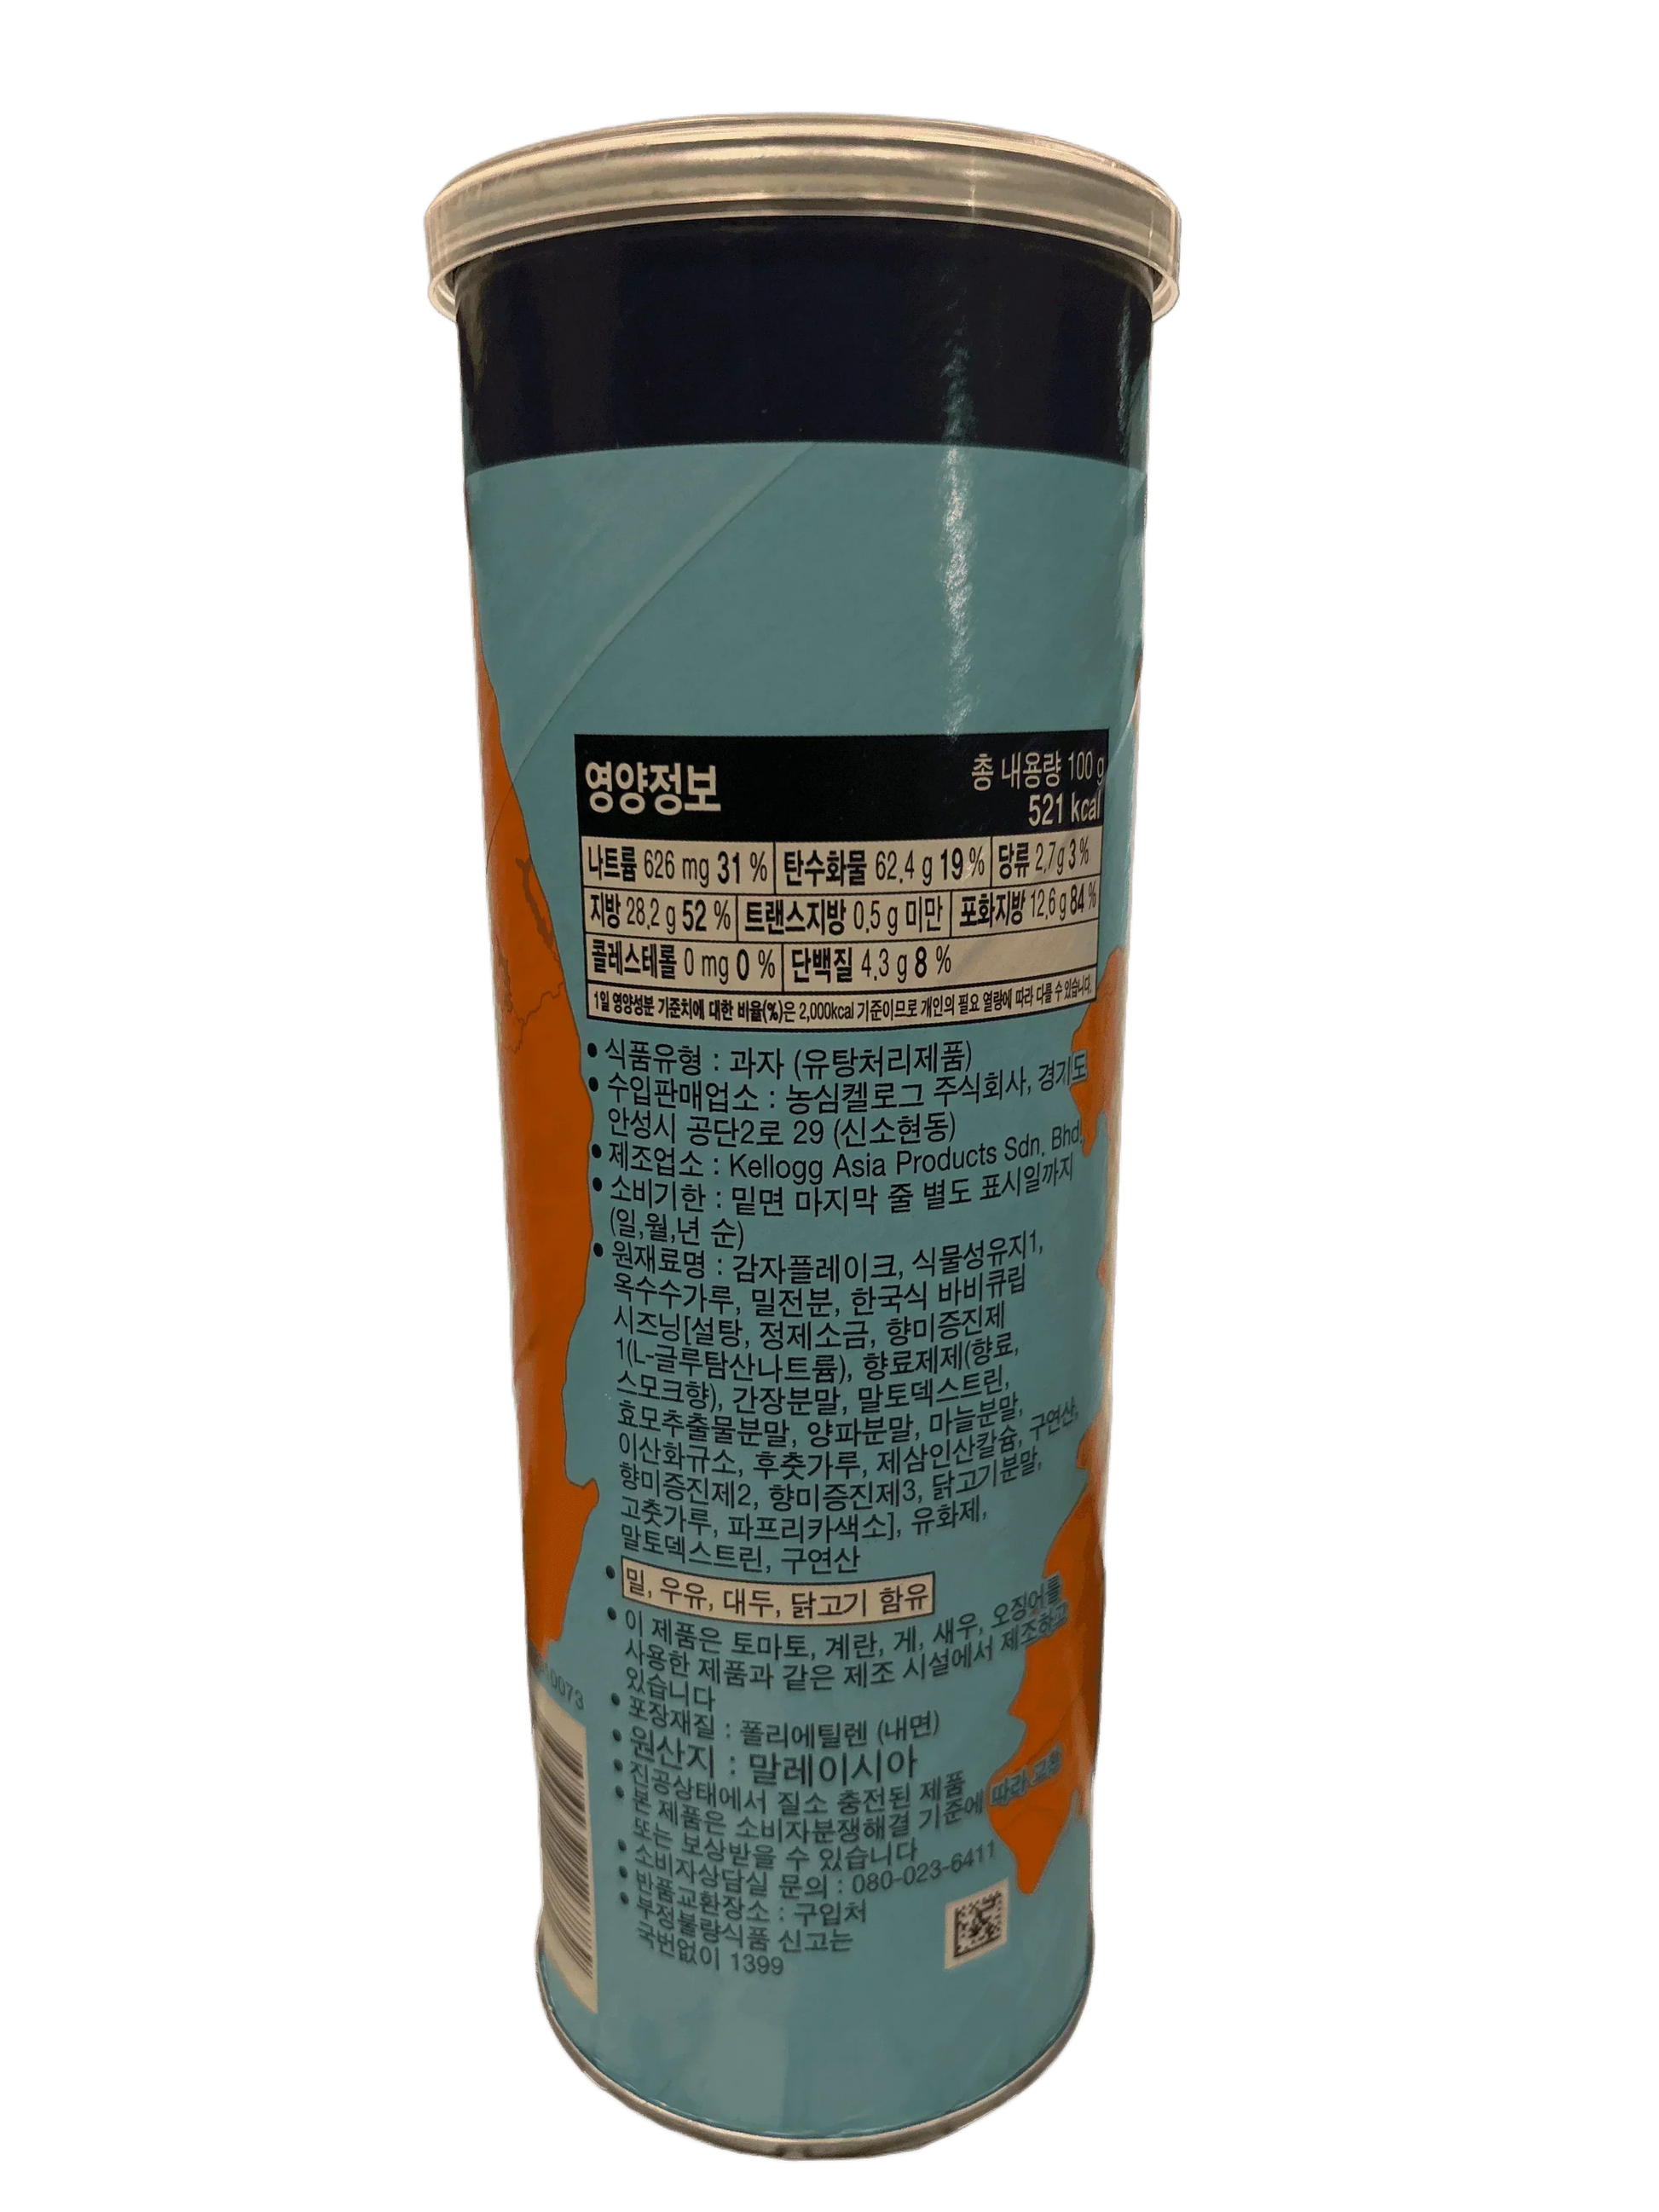 영양정보
총 내용량 100 g
521 kcal
나트륨 626 mg 31 % 탄수화물 62.4 g 19 % 당류 2.7 g 3 %
지방 28.2 g 52 % 트랜스지방 0.5 g 미만 포화지방 12.6 g 84 %
콜레스테롤 0 mg 0 % 단백질 4.3 g 8 %
1일 영양성분 기준치에 대한 비율(%)은 2,000kcal 기준이므로 개인의 필요 열량에 따라 다를 수 있습니다.
• 식품유형 : 과자 (유탕처리제품)
• 수입판매업소 : 농심켈로그 주식회사, 경기도
안성시 공단2로 29 (신소현동)
• 제조업소 : Kellogg Asia Products Sdn. Bhd.
• 소비기한 : 밑면 마지막 줄 별도 표시일까지
(일,월,년 순)
• 원재료명 : 감자플레이크, 식물성유지1,
옥수수가루, 밀전분, 한국식 바비큐립
시즈닝[설탕, 정제소금, 향미증진제
1(L-글루탐산나트륨), 향료제제(향료,
스모크향), 간장분말, 말토덱스트린,
효모추출물분말, 양파분말, 마늘분말,
이산화규소, 후춧가루, 제삼인산칼슘, 구연산,
향미증진제2, 향미증진제3, 닭고기분말,
고춧가루, 파프리카색소], 유화제,
말토덱스트린, 구연산
• 밀, 우유, 대두, 닭고기 함유
• 이 제품은 토마토, 계란, 게, 새우, 오징어를
사용한 제품과 같은 제조 시설에서 제조하고
있습니다
• 포장재질 : 폴리에틸렌 (내면)
• 원산지 : 말레이시아
• 진공상태에서 질소 충전된 제품
• 본 제품은 소비자분쟁해결 기준에 따라 교환
또는 보상받을 수 있습니다
• 소비자상담실 문의 : 080-023-6411
• 반품교환장소 : 구입처
• 부정불량식품 신고는
국번없이 1399